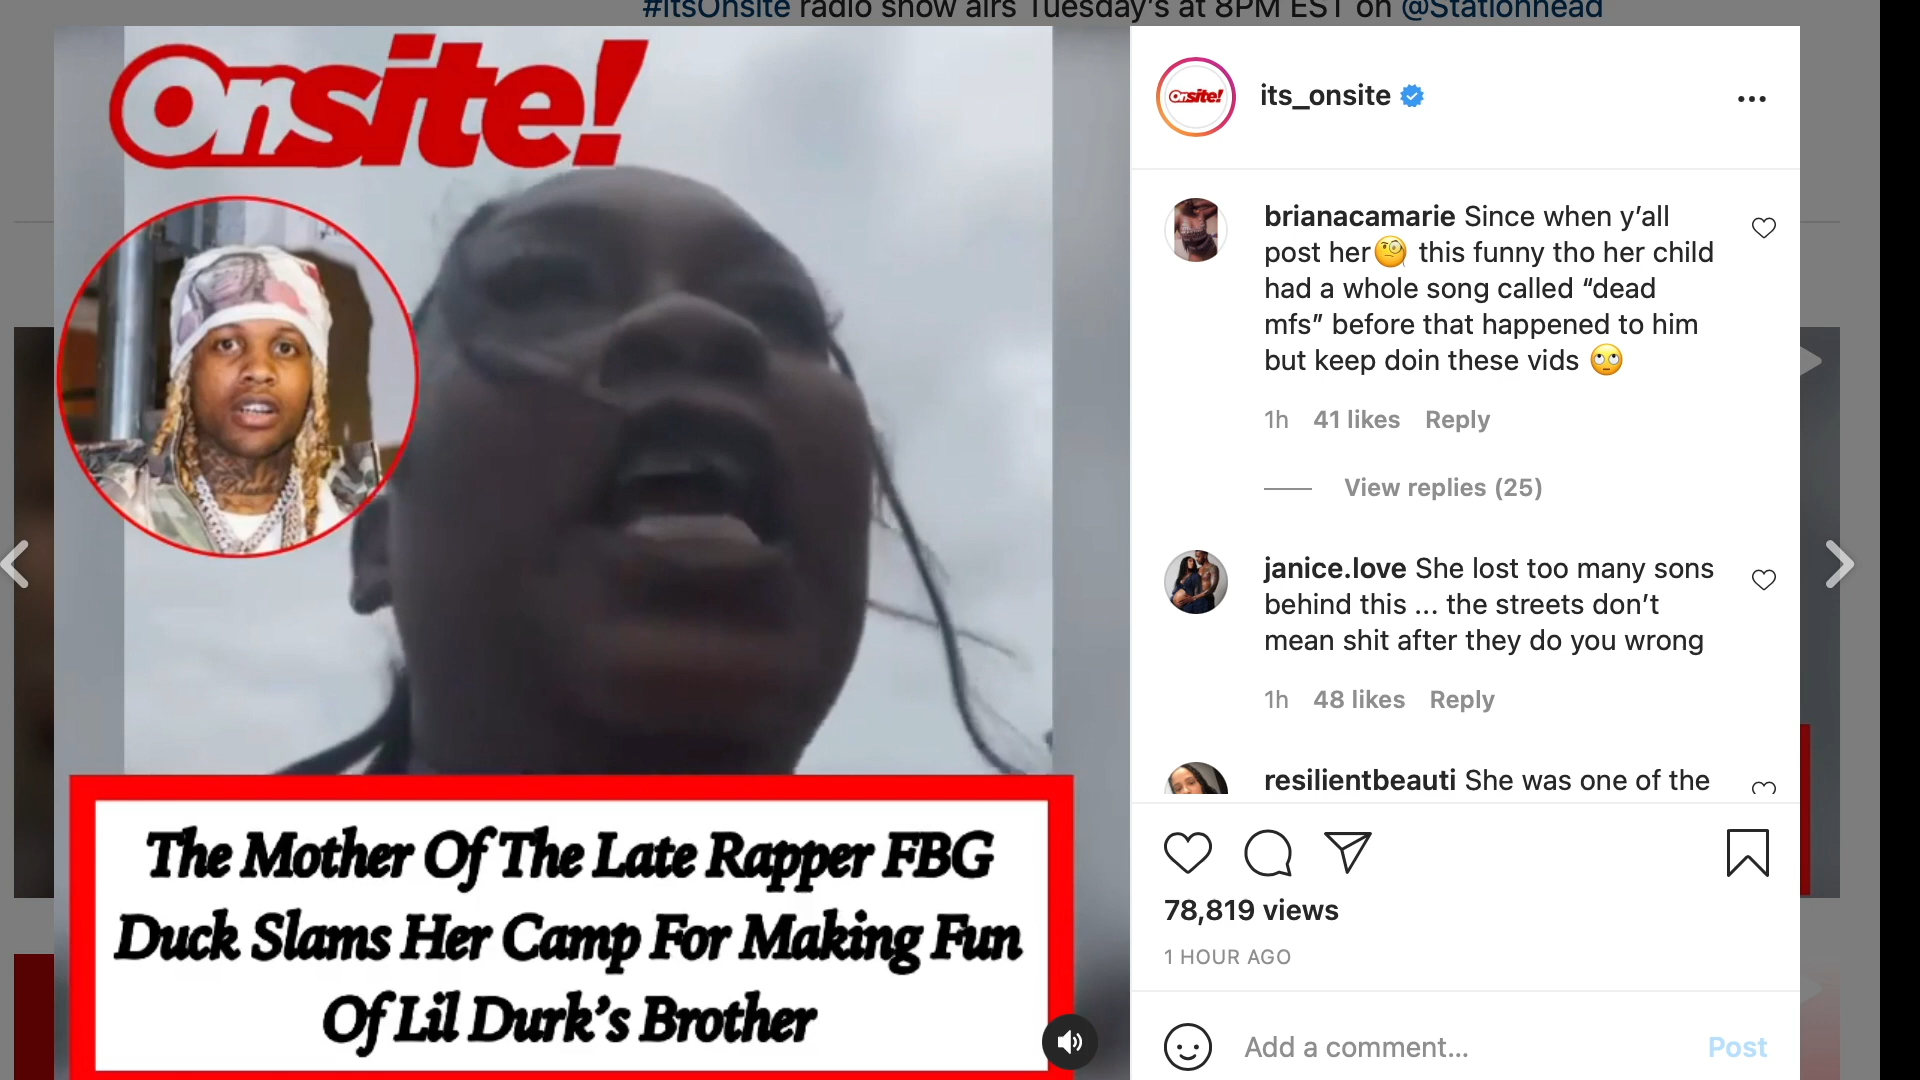 #ItsOnsite radio show airs Tuesday's at 8PM EST on @Stationhead
Onsite!
Onsite!
its_onsite
brianacamarie Since when y’all
post her🧐 this funny tho her child
had a whole song called “dead
mfs” before that happened to him
but keep doin these vids 🙄
1h 41 likes Reply
View replies (25)
janice.love She lost too many sons
behind this ... the streets don’t
mean shit after they do you wrong
1h 48 likes Reply
resilientbeauti She was one of the
The Mother Of The Late Rapper FBG
Duck Slams Her Camp For Making Fun
Of Lil Durk’s Brother
78,819 views
1 HOUR AGO
Add a comment...
Post